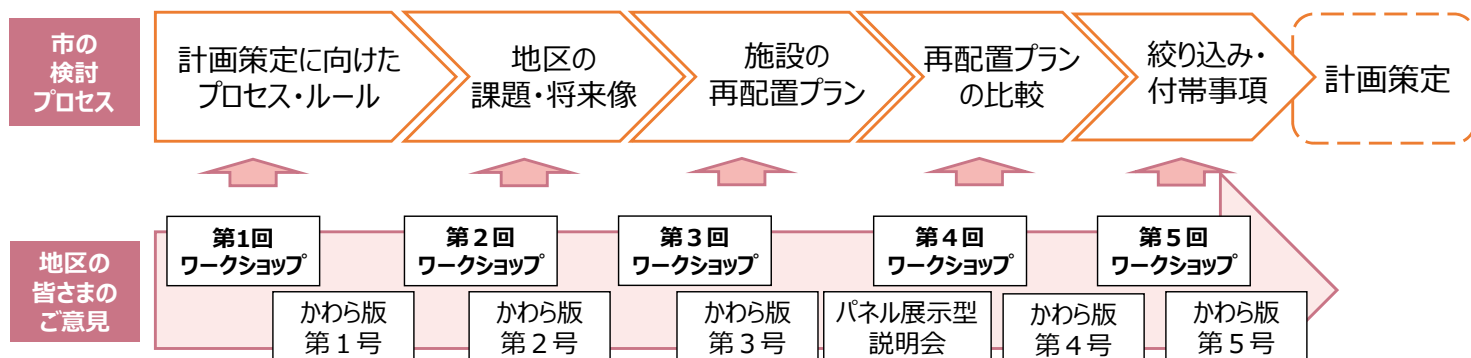 市の
検討
プロセス
計画策定に向けた
プロセス・ルール
地区の
課題・将来像
施設の
再配置プラン
再配置プラン
の比較
絞り込み・
付帯事項
計画策定
地区の
皆さまの
ご意見
第1回
ワークショップ
第2回
ワークショップ
第3回
ワークショップ
第4回
ワークショップ
第5回
ワークショップ
かわら版
第1号
かわら版
第2号
かわら版
第3号
パネル展示型
説明会
かわら版
第4号
かわら版
第5号